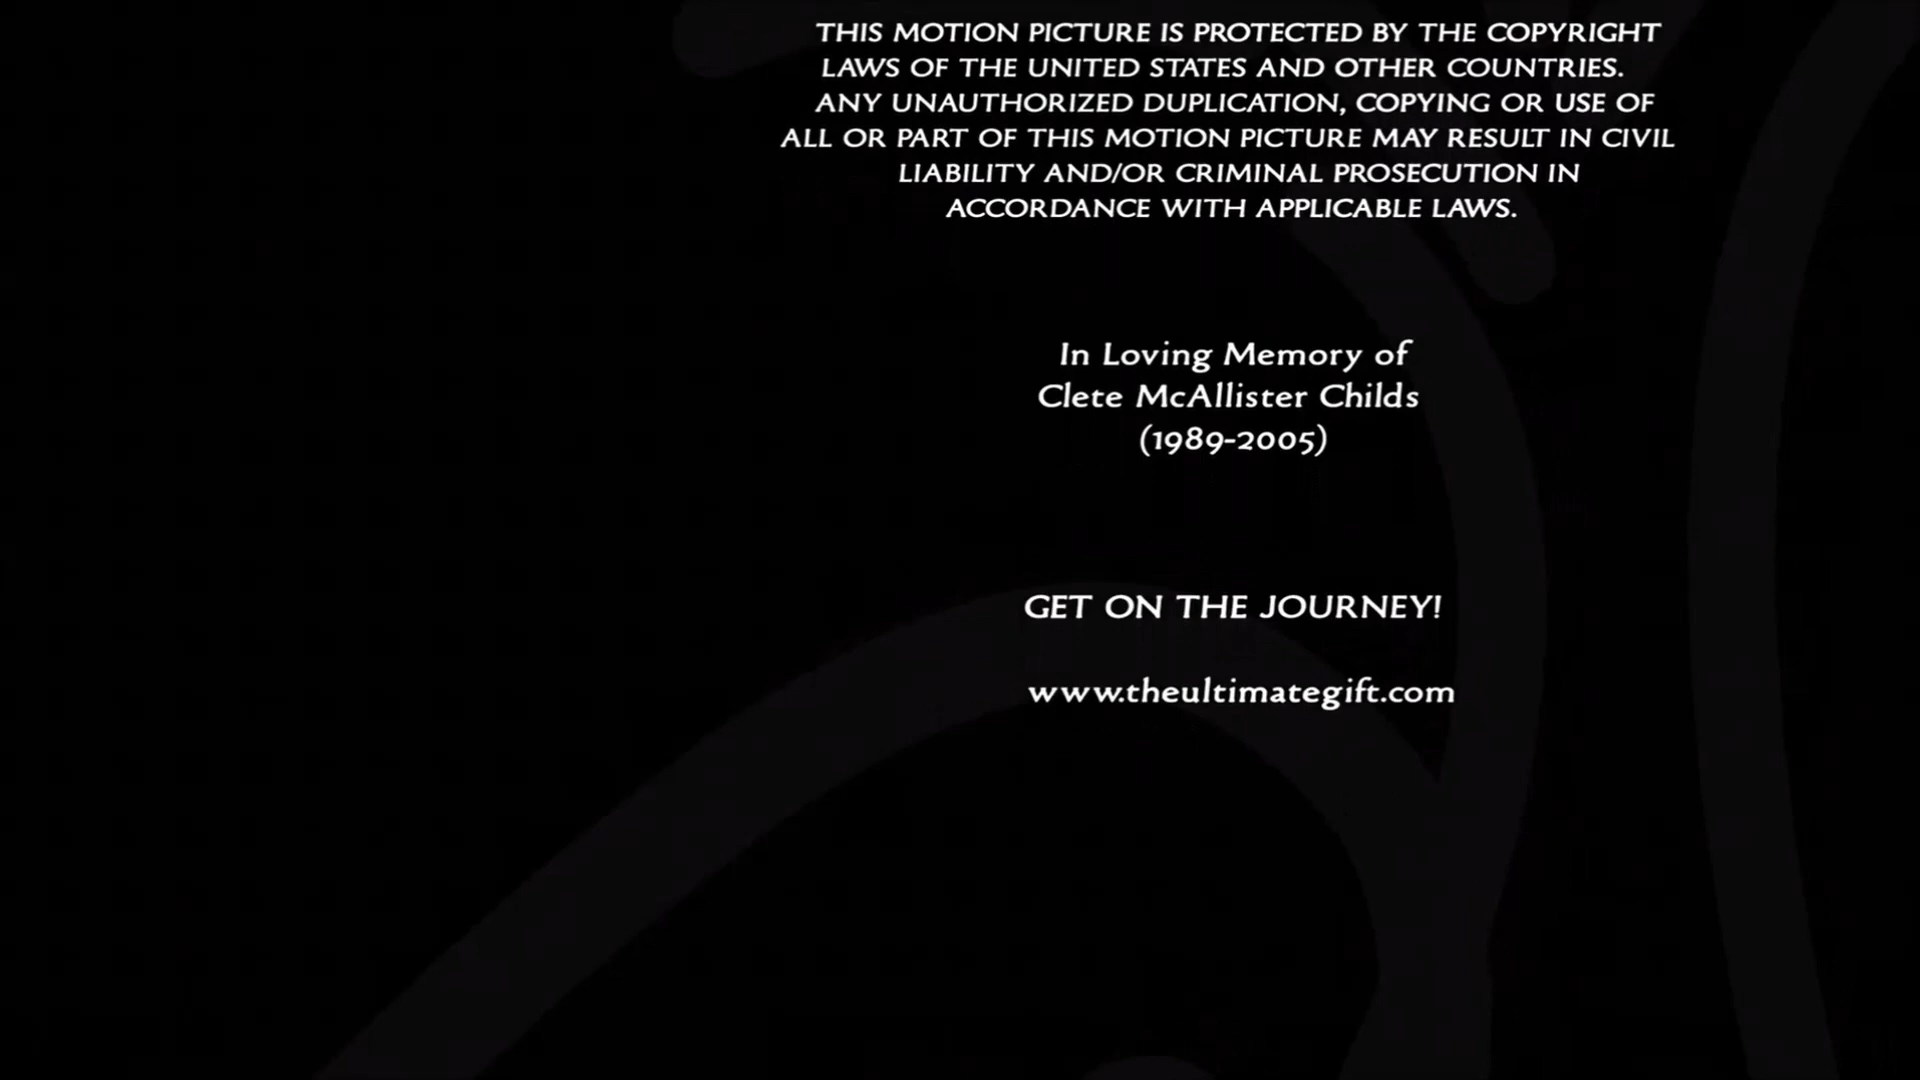 THIS MOTION PICTURE IS PROTECTED BY THE COPYRIGHT
LAWS OF THE UNITED STATES AND OTHER COUNTRIES.
ANY UNAUTHORIZED DUPLICATION, COPYING OR USE OF
ALL OR PART OF THIS MOTION PICTURE MAY RESULT IN CIVIL
LIABILITY AND/OR CRIMINAL PROSECUTION IN
ACCORDANCE WITH APPLICABLE LAWS.
In Loving Memory of
Clete McAllister Childs
(1989-2005)
GET ON THE JOURNEY!
www.theultimategift.com